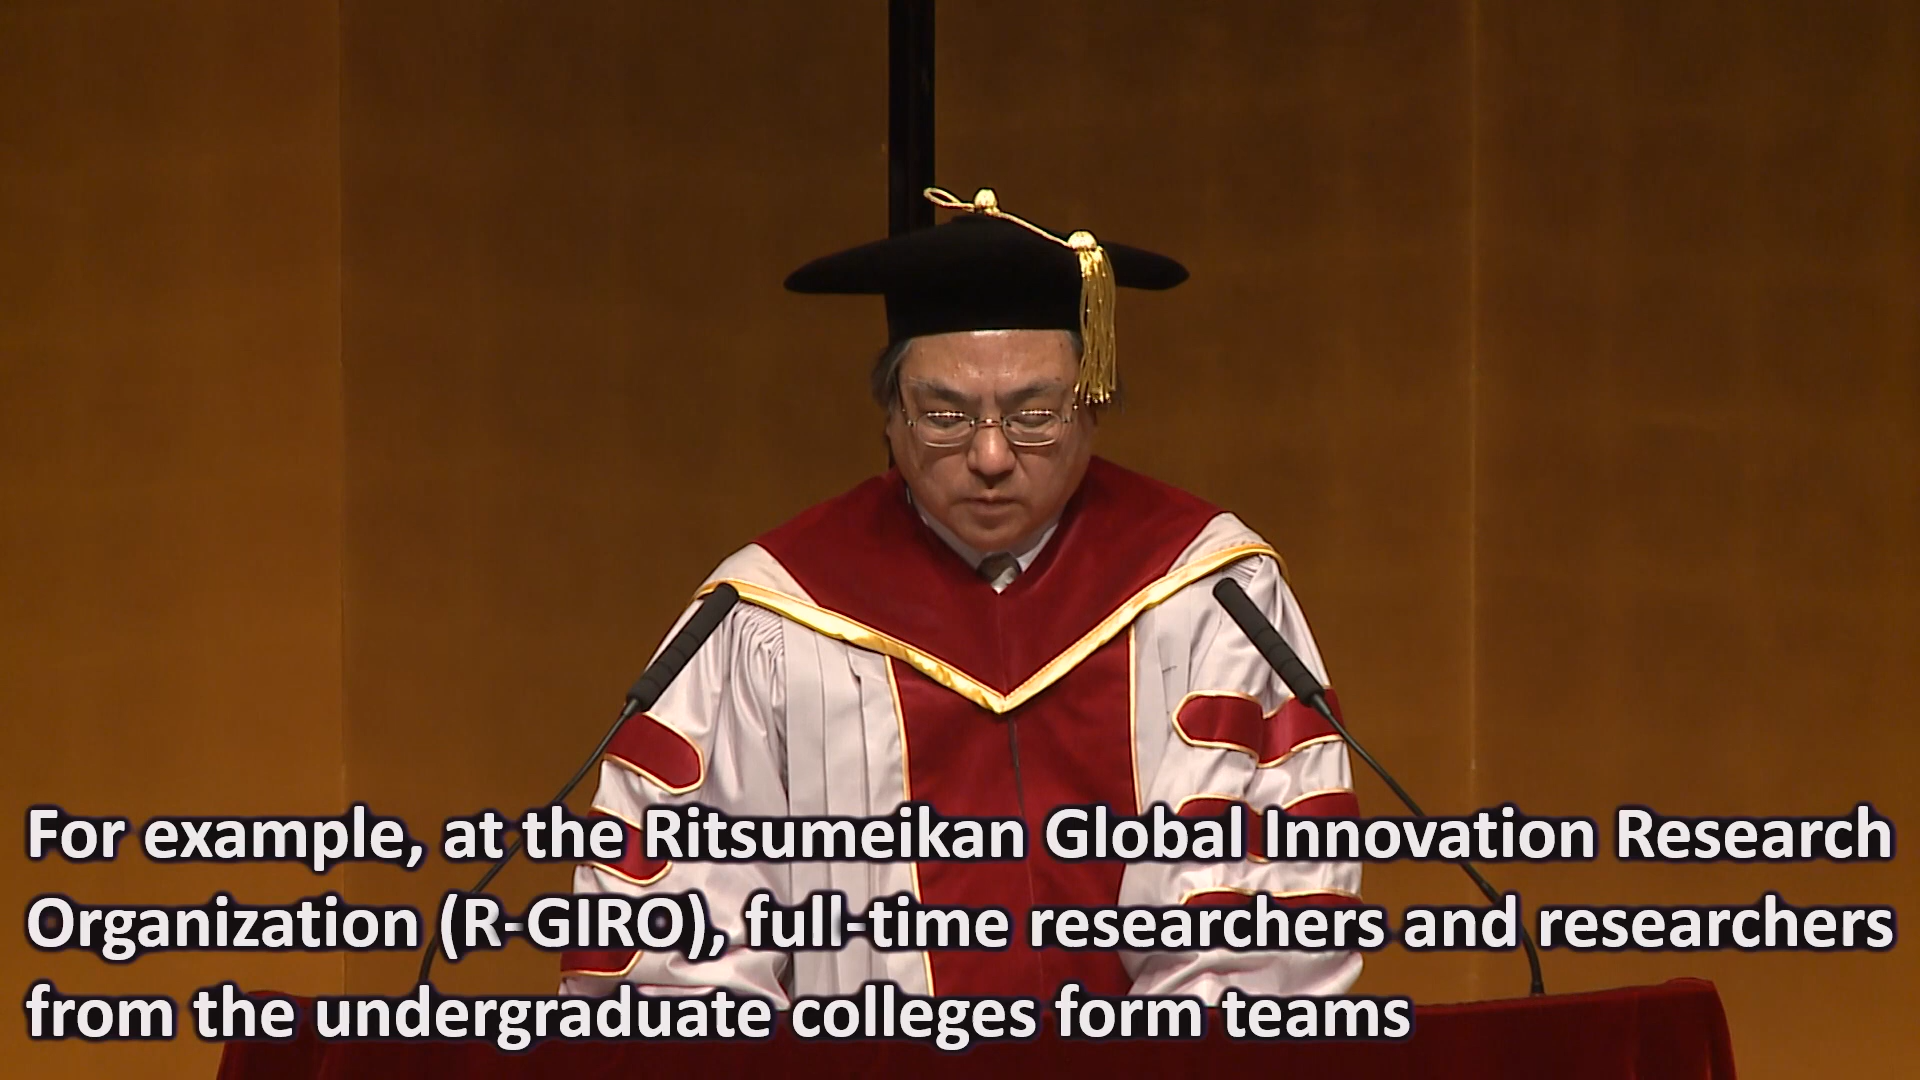 For example, at the Ritsumeikan Global Innovation Research
Organization (R-GIRO), full-time researchers and researchers
from the undergraduate colleges form teams